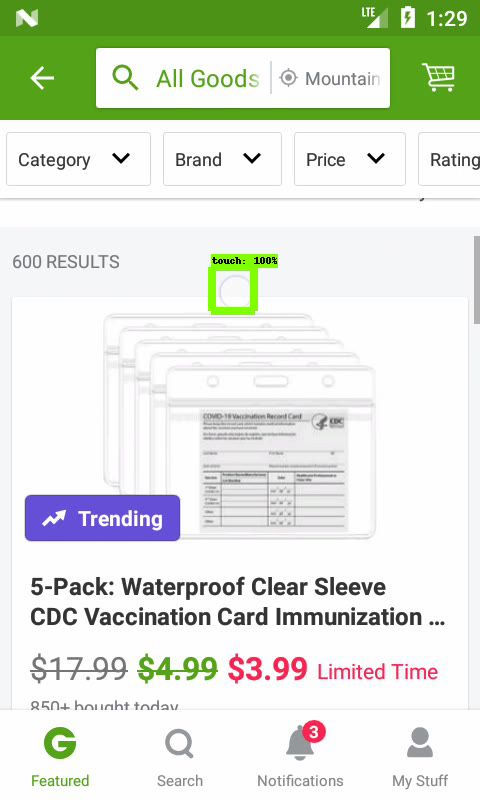 LTE 1:29
All Goods Mountain
Category Brand Price Rating
600 RESULTS
touch: 100%
COVID-19 Vaccination Record Card
CDC
Trending
5-Pack: Waterproof Clear Sleeve
CDC Vaccination Card Immunization ...
$17.99 $4.99 $3.99 Limited Time
850+ bought today
3
Featured Search Notifications My Stuff